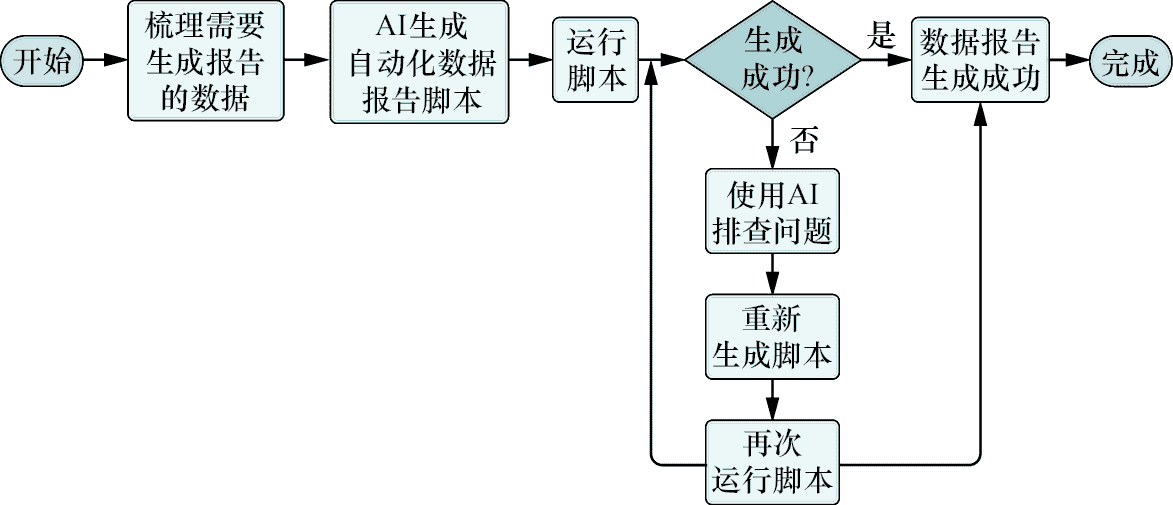 开始
梳理需要
生成报告
的数据
AI生成
自动化数据
报告脚本
运行
脚本
生成
成功?
是
数据报告
生成成功
完成
否
使用AI
排查问题
重新
生成脚本
再次
运行脚本